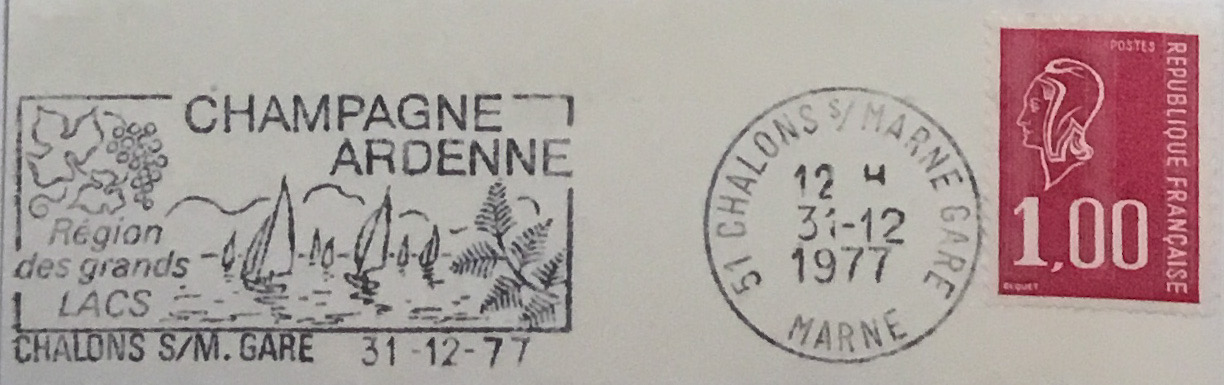 CHAMPAGNE
ARDENNE
Région
des grands
LACS
CHALONS S/M. GARE 31-12-77
51 CHALONS S/ MARNE GARE
12 H
31-12
1977
MARNE
POSTES
REPUBLIQUE FRANÇAISE
1,00
BEQUET